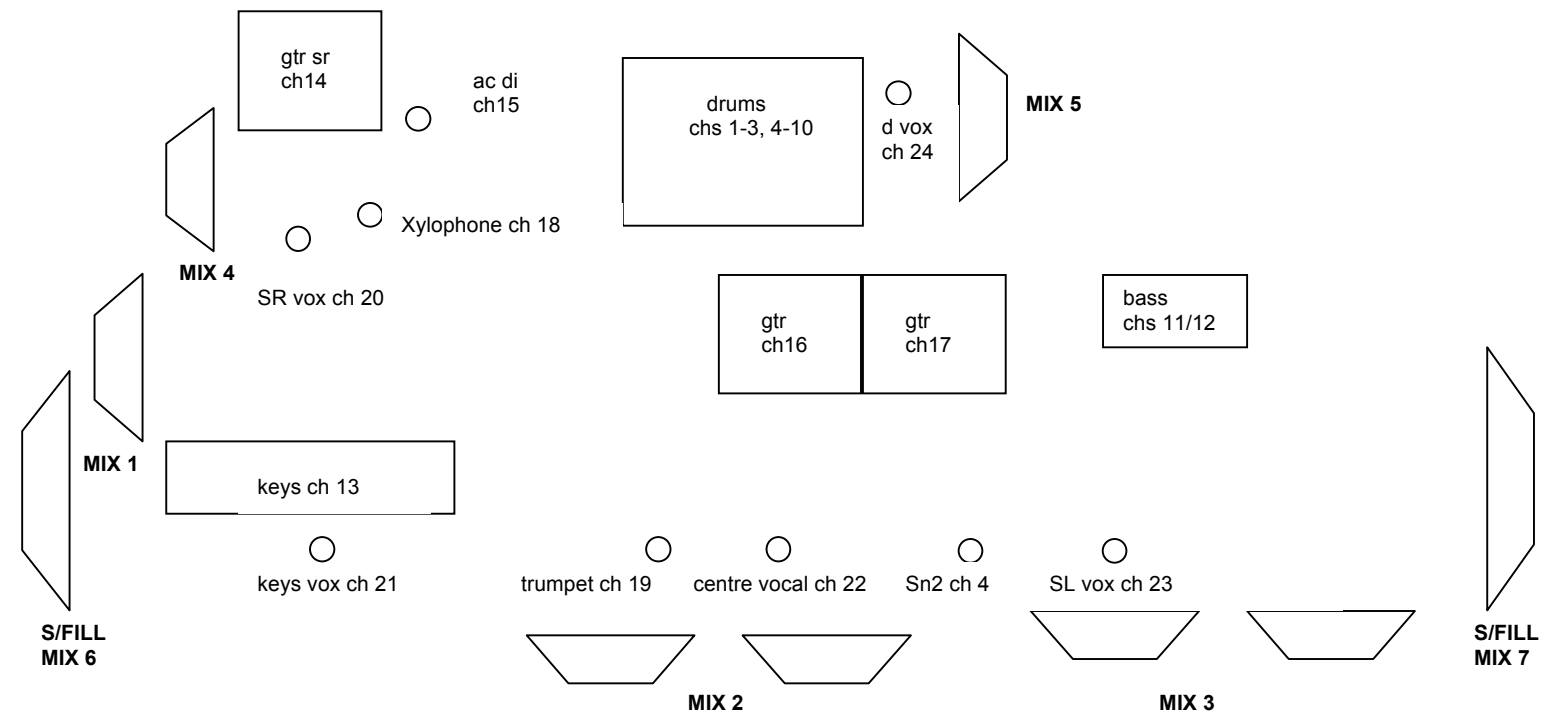 gtr sr
ch14
ac di
ch15
drums
chs 1-3, 4-10
d vox
ch 24
MIX 5
Xylophone ch 18
MIX 4
SR vox ch 20
gtr
ch16
gtr
ch17
bass
chs 11/12
MIX 1
keys ch 13
keys vox ch 21
trumpet ch 19
centre vocal ch 22
Sn2 ch 4
SL vox ch 23
S/FILL
MIX 6
S/FILL
MIX 7
MIX 2
MIX 3